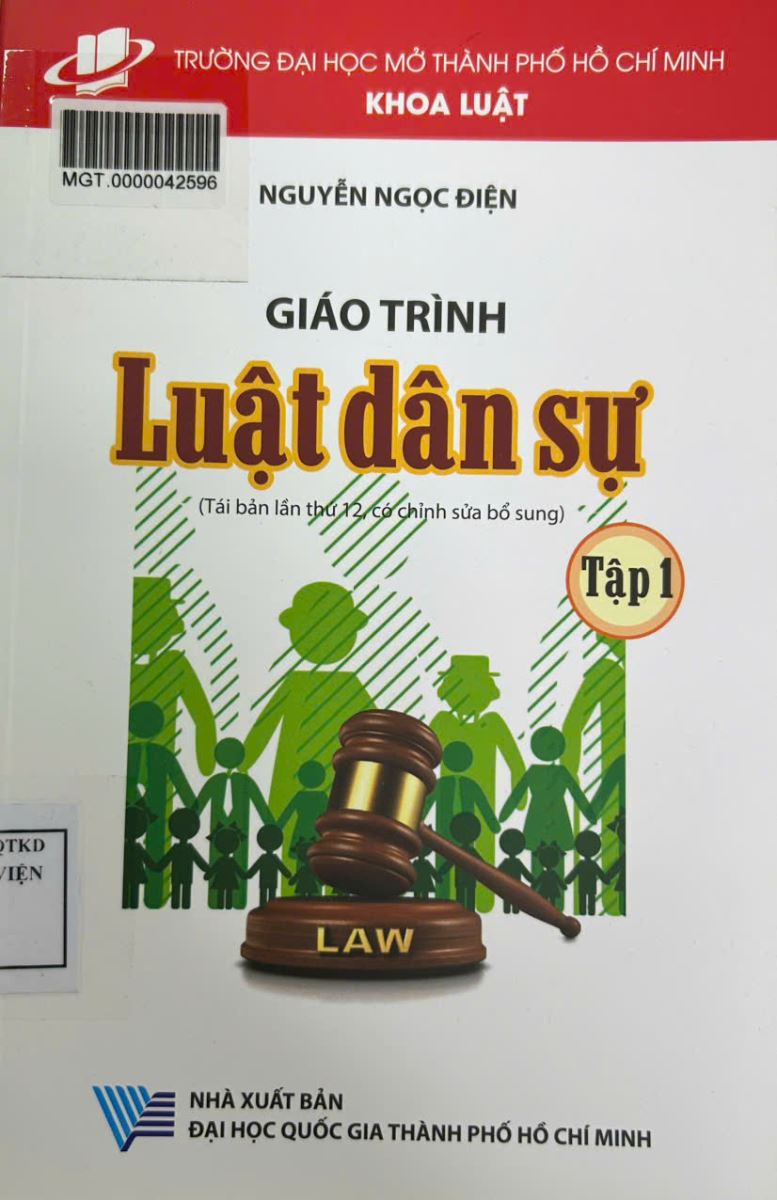 TRƯỜNG ĐẠI HỌC MỞ THÀNH PHỐ HỒ CHÍ MINH
KHOA LUẬT
MGT.0000042596
NGUYỄN NGỌC ĐIỆN
GIÁO TRÌNH
Luật dân sự
(Tái bản lần thứ 12, có chỉnh sửa bổ sung)
Tập 1
QTKD
VIỆN
LAW
NHÀ XUẤT BẢN
ĐẠI HỌC QUỐC GIA THÀNH PHỐ HỒ CHÍ MINH